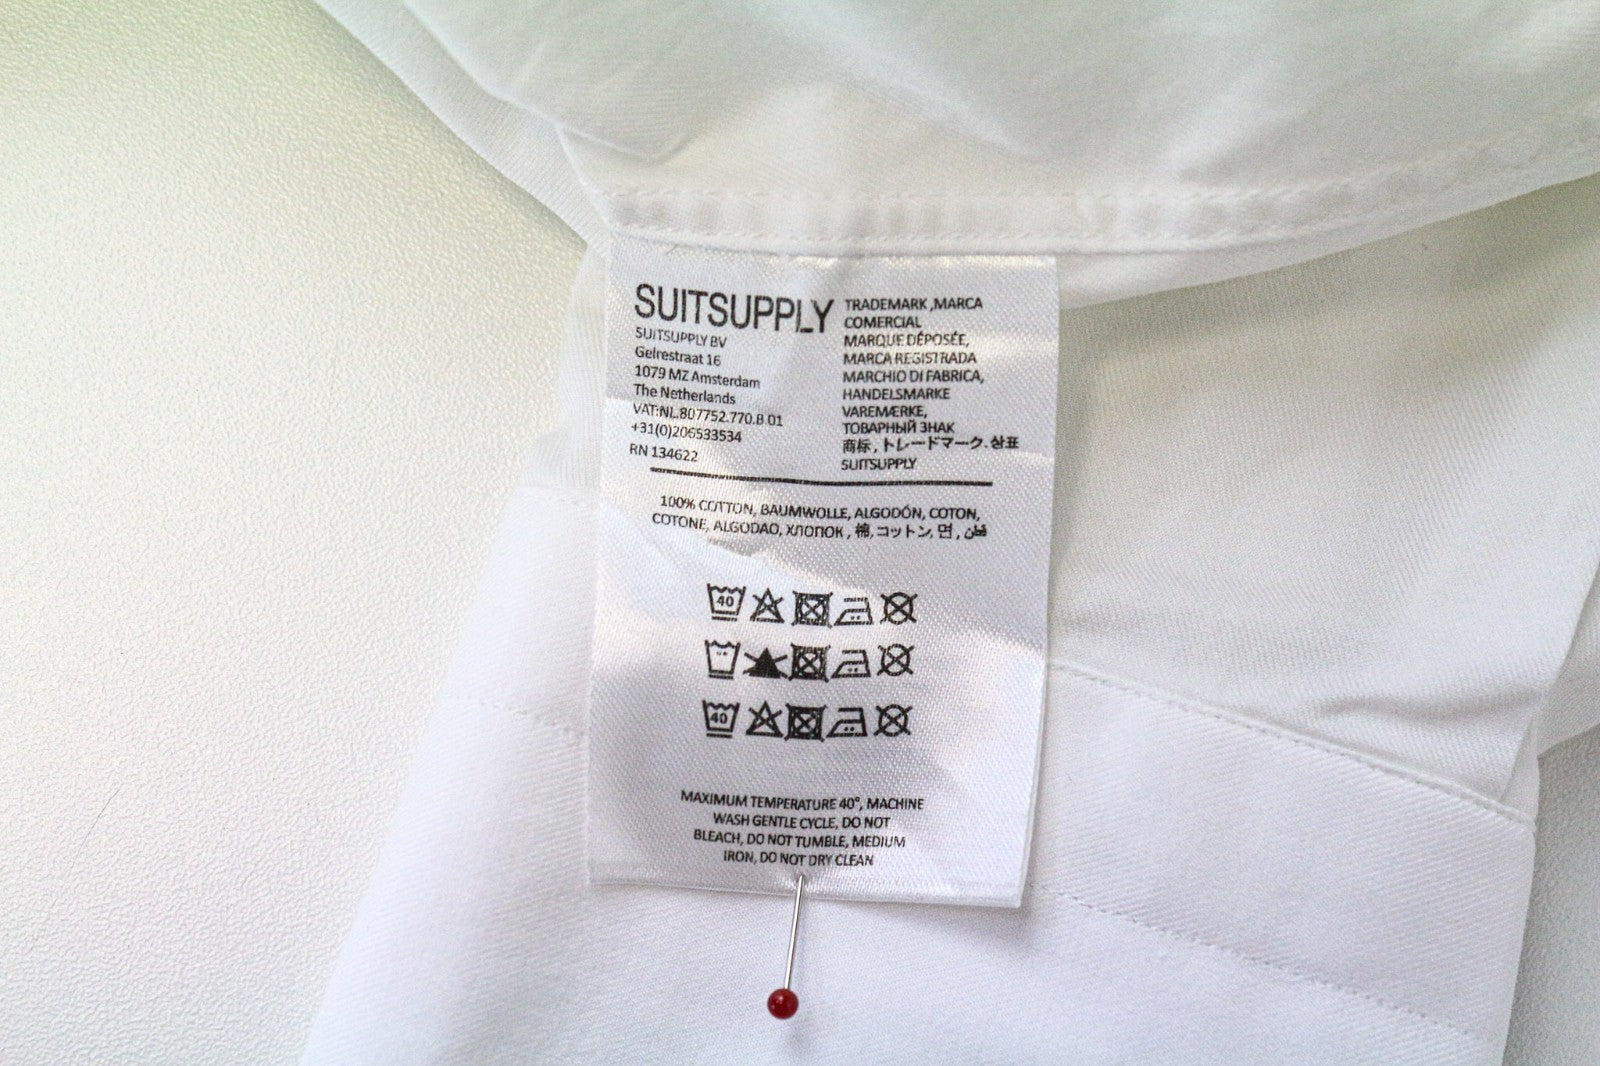 SUITSUPPLY
SUITSUPPLY BV
Gelrestraat 16
1079 MZ Amsterdam
The Netherlands
VAT:NL.807752.770.B 01
+31(0)206533534
RN 134622
TRADEMARK ,MARCA
COMERCIAL
MARQUE DÉPOSÉE,
MARCA REGISTRADA
MARCHIO DI FABRICA,
HANDELSMARKE
VAREMÆRKE,
ТОВАРНЫЙ ЗНАК
商标 , トレードマーク.상표
SUITSUPPLY
100% COTTON, BAUMWOLLE, ALGODÓN, COTON,
COTONE, ALGODAO, ХЛОПОК , 棉, コットン, 면 , قطن
40
40
MAXIMUM TEMPERATURE 40°, MACHINE
WASH GENTLE CYCLE, DO NOT
BLEACH, DO NOT TUMBLE, MEDIUM
IRON, DO NOT DRY CLEAN